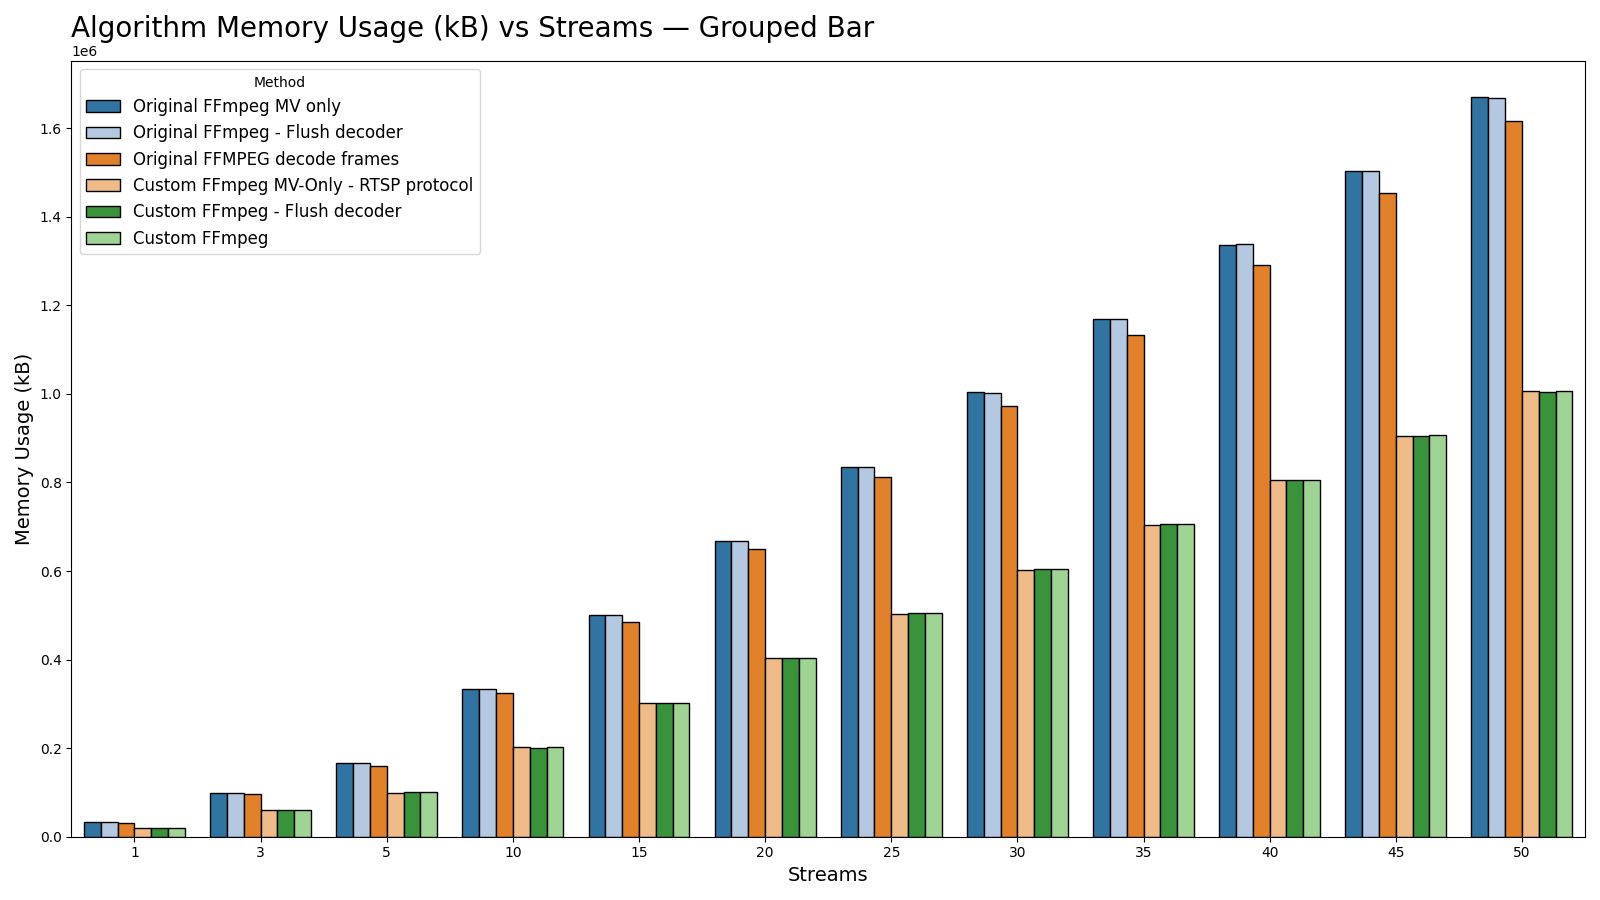 Algorithm Memory Usage (kB) vs Streams — Grouped Bar
1e6
Method
Original FFmpeg MV only
Original FFmpeg - Flush decoder
Original FFMPEG decode frames
Custom FFmpeg MV-Only - RTSP protocol
Custom FFmpeg - Flush decoder
Custom FFmpeg
Memory Usage (kB)
1.6
1.4
1.2
1.0
0.8
0.6
0.4
0.2
0.0
1 3 5 10 15 20 25 30 35 40 45 50
Streams